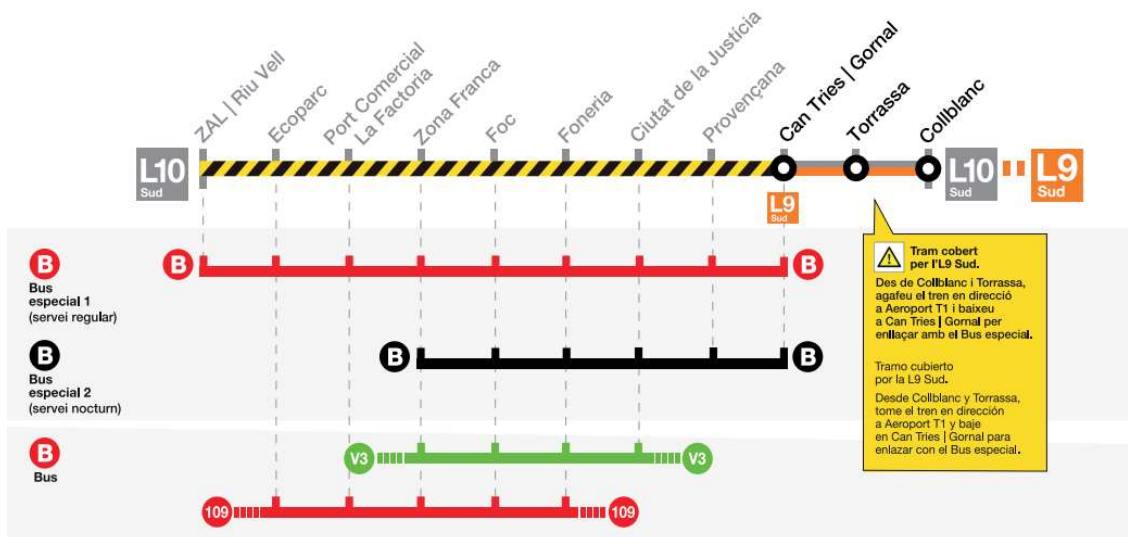 ZAL | Riu Vell
Ecoparc
Port Comercial
La Factoria
Zona Franca
Foc
Foneria
Ciutat de la Justícia
Provençana
Can Tries | Gornal
Torrassa
Collblanc
L10
Sud
L10
Sud
L9
Sud
L9
Sud
B
Bus
especial 1
(servei regular)
B
B
B
Bus
especial 2
(servei nocturn)
B
B
Tram cobert
per l'L9 Sud.
Des de Collblanc i Torrassa,
agafeu el tren en direcció
a Aeroport T1 i baixeu
a Can Tries | Gornal per
enllaçar amb el Bus especial.
Tramo cubierto
por la L9 Sud.
Desde Collblanc y Torrassa,
tome el tren en dirección
a Aeroport T1 y baje
en Can Tries | Gornal para
enlazar con el Bus especial.
B
Bus
V3
V3
109
109